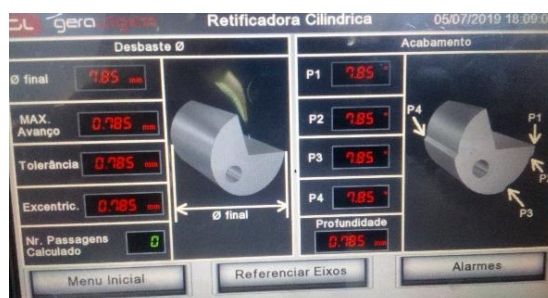 gera
Retificadora Cilindrica
05/07/2019 18:09:0
Desbaste Ø
Acabamento
Ø final 7.85 mm
MAX. Avanço 0.785 mm
Tolerância 0.785 mm
Excentric. 0.785 mm
Nr. Passagens Calculado 0
Ø final
P1 7.85 °
P2 7.85 °
P3 7.85 °
P4 7.85 °
Profundidade
0.785 mm
P4
P1
P3
Menu Inicial
Referenciar Eixos
Alarmes